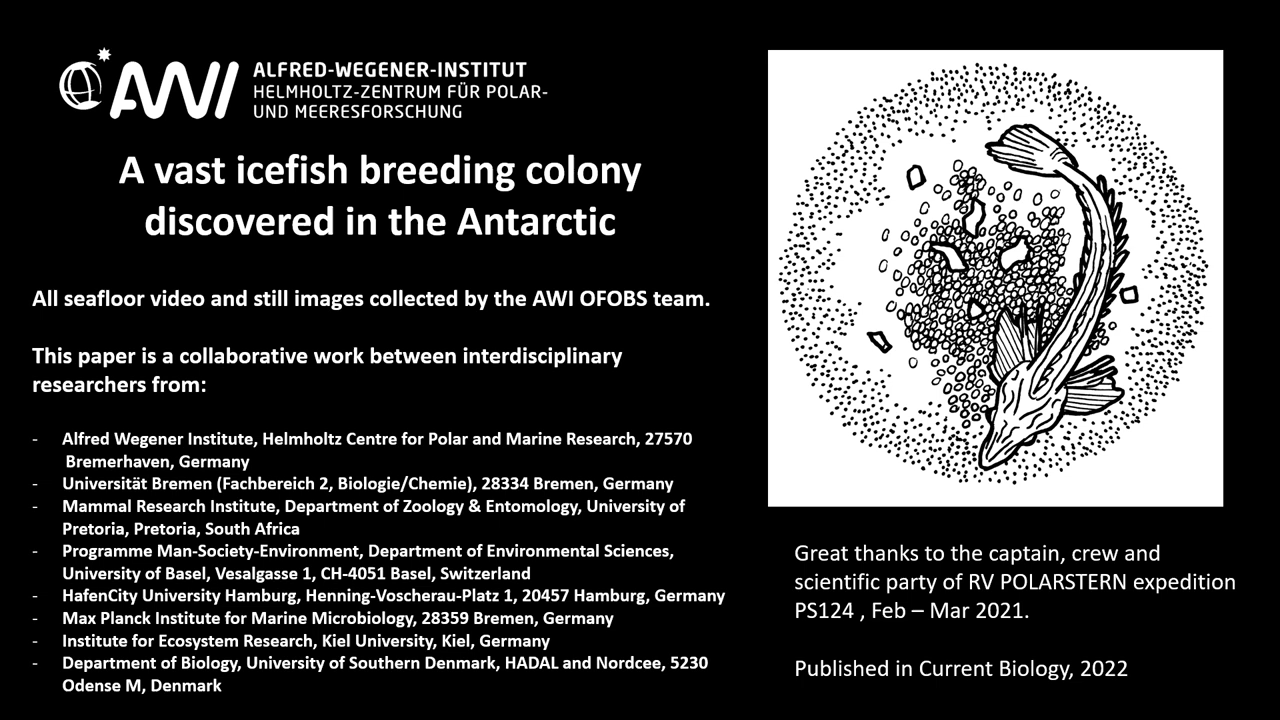 AWI
ALFRED-WEGENER-INSTITUT
HELMHOLTZ-ZENTRUM FÜR POLAR-
UND MEERESFORSCHUNG
A vast icefish breeding colony
discovered in the Antarctic
All seafloor video and still images collected by the AWI OFOBS team.
This paper is a collaborative work between interdisciplinary
researchers from:
- Alfred Wegener Institute, Helmholtz Centre for Polar and Marine Research, 27570
Bremerhaven, Germany
- Universität Bremen (Fachbereich 2, Biologie/Chemie), 28334 Bremen, Germany
- Mammal Research Institute, Department of Zoology & Entomology, University of
Pretoria, Pretoria, South Africa
- Programme Man-Society-Environment, Department of Environmental Sciences,
University of Basel, Vesalgasse 1, CH-4051 Basel, Switzerland
- HafenCity University Hamburg, Henning-Voscherau-Platz 1, 20457 Hamburg, Germany
- Max Planck Institute for Marine Microbiology, 28359 Bremen, Germany
- Institute for Ecosystem Research, Kiel University, Kiel, Germany
- Department of Biology, University of Southern Denmark, HADAL and Nordcee, 5230
Odense M, Denmark
Great thanks to the captain, crew and
scientific party of RV POLARSTERN expedition
PS124 , Feb – Mar 2021.
Published in Current Biology, 2022